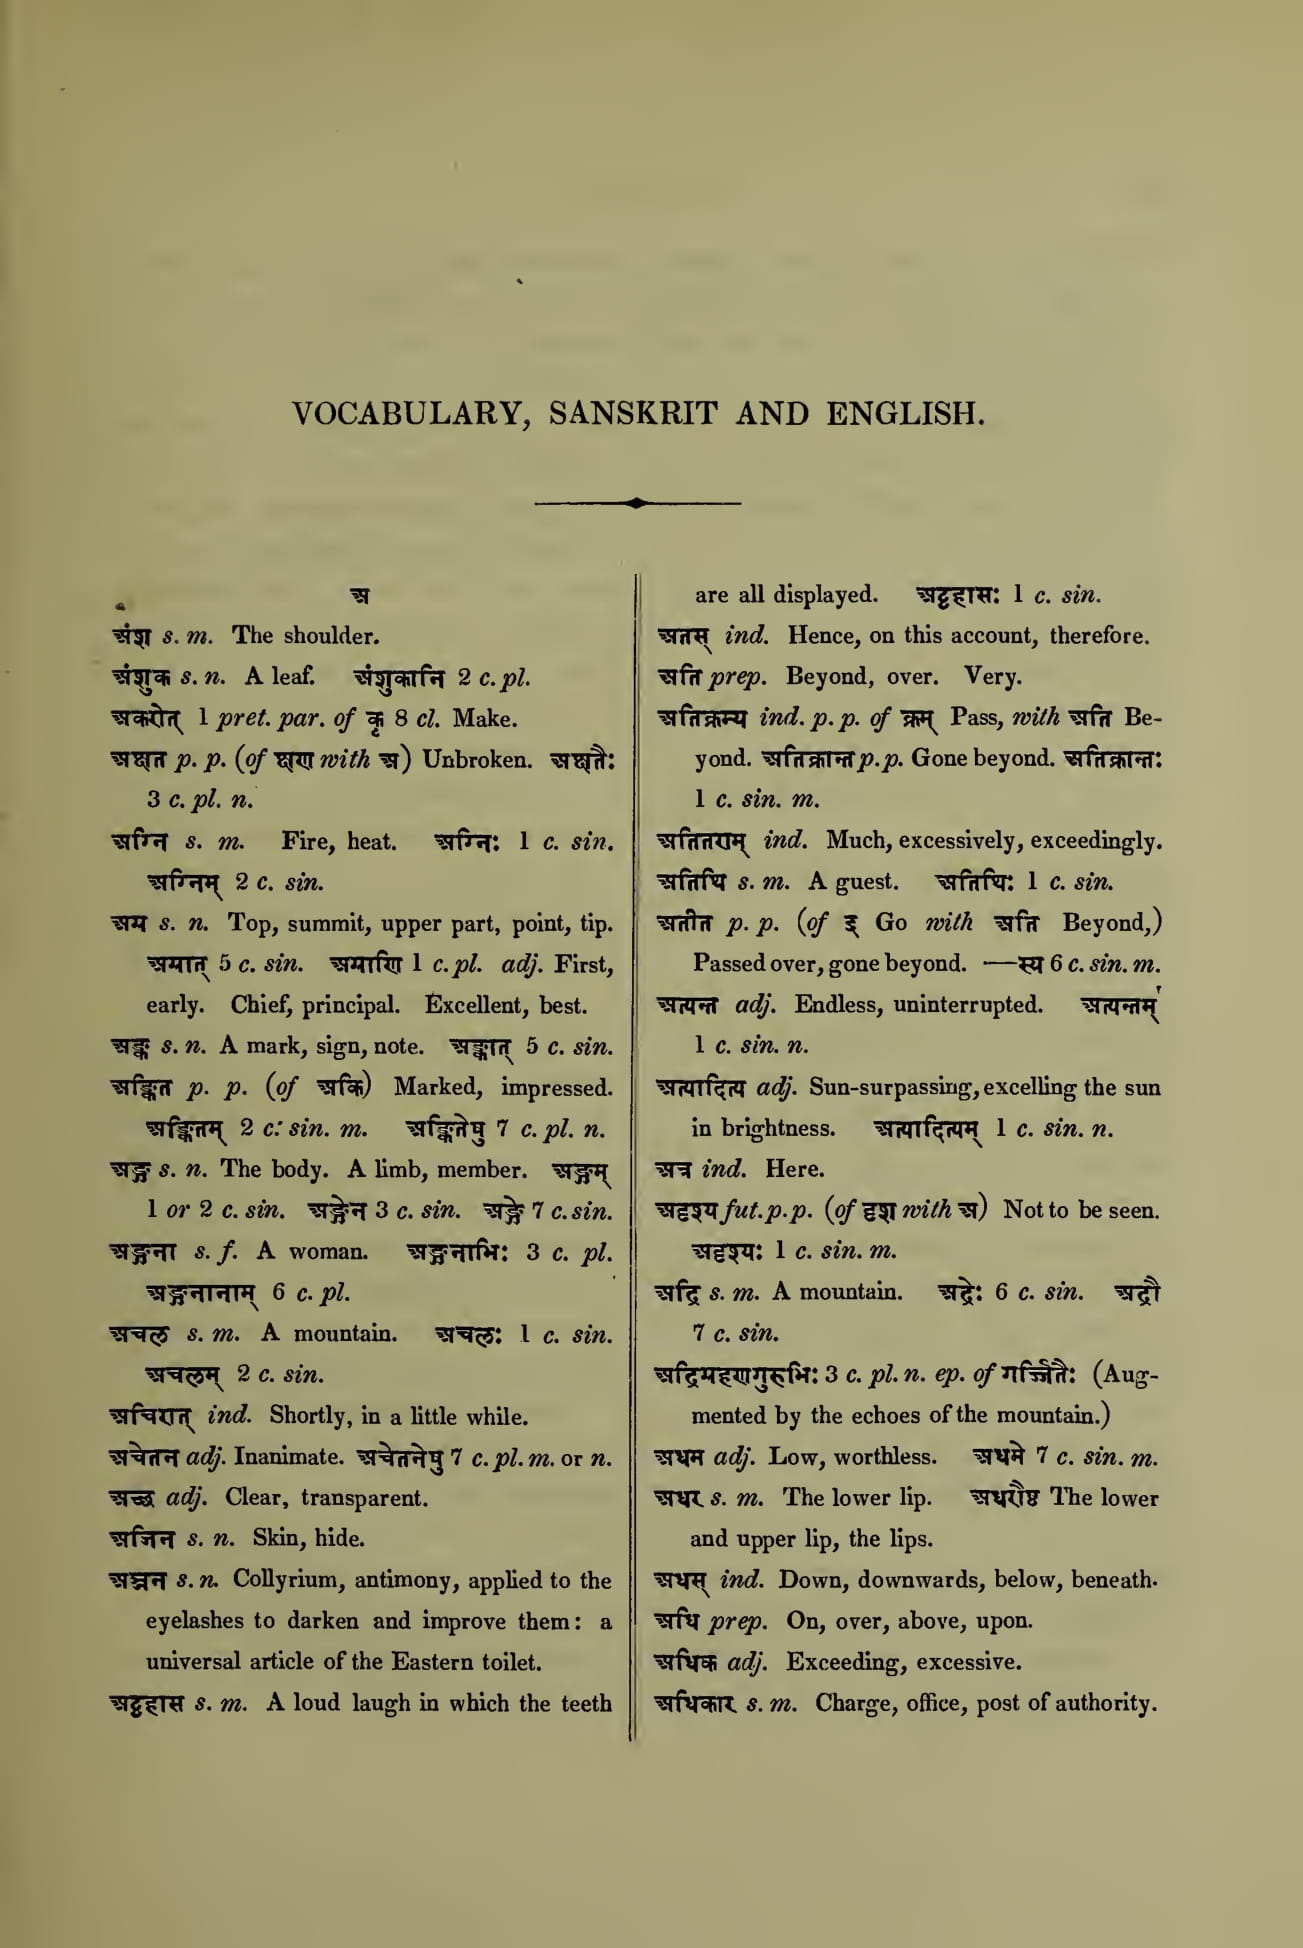 VOCABULARY, SANSKRIT AND ENGLISH.
अ
अंश s. m. The shoulder.
अंशुक s. n. A leaf. अंशुकानि 2 c. pl.
अकरोत् 1 pret. par. of कृ 8 cl. Make.
अक्षत p. p. (of क्षण with अ) Unbroken. अक्षतैः
3 c. pl. n.
अग्नि s. m. Fire, heat. अग्निः 1 c. sin.
अग्निम् 2 c. sin.
अग्र s. n. Top, summit, upper part, point, tip.
अग्रात् 5 c. sin. अग्राणि 1 c. pl. adj. First,
early. Chief, principal. Excellent, best.
अङ्क s. n. A mark, sign, note. अङ्कात् 5 c. sin.
अङ्कित p. p. (of अकि) Marked, impressed.
अङ्कितम् 2 c. sin. m. अङ्कितेषु 7 c. pl. n.
अङ्ग s. n. The body. A limb, member. अङ्गम्
1 or 2 c. sin. अङ्गेन 3 c. sin. अङ्गे 7 c. sin.
अङ्गना s. f. A woman. अङ्गनाभिः 3 c. pl.
अङ्गनानाम् 6 c. pl.
अचल s. m. A mountain. अचलः 1 c. sin.
अचलम् 2 c. sin.
अचिरात् ind. Shortly, in a little while.
अचेतन adj. Inanimate. अचेतनेषु 7 c. pl. m. or n.
अच्छ adj. Clear, transparent.
अजिन s. n. Skin, hide.
अञ्जन s. n. Collyrium, antimony, applied to the
eyelashes to darken and improve them: a
universal article of the Eastern toilet.
अट्टहास s. m. A loud laugh in which the teeth
are all displayed. अट्टहासः 1 c. sin.
अतस् ind. Hence, on this account, therefore.
अति prep. Beyond, over. Very.
अतिक्रम्य ind. p. p. of क्रम् Pass, with अति Be-
yond. अतिक्रान्त p. p. Gone beyond. अतिक्रान्तः
1 c. sin. m.
अतितराम् ind. Much, excessively, exceedingly.
अतिथि s. m. A guest. अतिथिः 1 c. sin.
अतीत p. p. (of इ Go with अति Beyond,)
Passed over, gone beyond. —स्य 6 c. sin. m.
अत्यन्त adj. Endless, uninterrupted. अत्यन्तम्
1 c. sin. n.
अत्यादित्य adj. Sun-surpassing, excelling the sun
in brightness. अत्यादित्यम् 1 c. sin. n.
अत्र ind. Here.
अदृश्य fut. p. p. (of दृश with अ) Not to be seen.
अदृश्यः 1 c. sin. m.
अद्रि s. m. A mountain. अद्रेः 6 c. sin. अद्रौ
7 c. sin.
अद्रिग्रहणगुरुभिः 3 c. pl. n. ep. of गर्ज्जितैः (Aug-
mented by the echoes of the mountain.)
अधम adj. Low, worthless. अधमे 7 c. sin. m.
अधर s. m. The lower lip. अधरौष्ठ The lower
and upper lip, the lips.
अधस् ind. Down, downwards, below, beneath.
अधि prep. On, over, above, upon.
अधिक adj. Exceeding, excessive.
अधिकार s. m. Charge, office, post of authority.